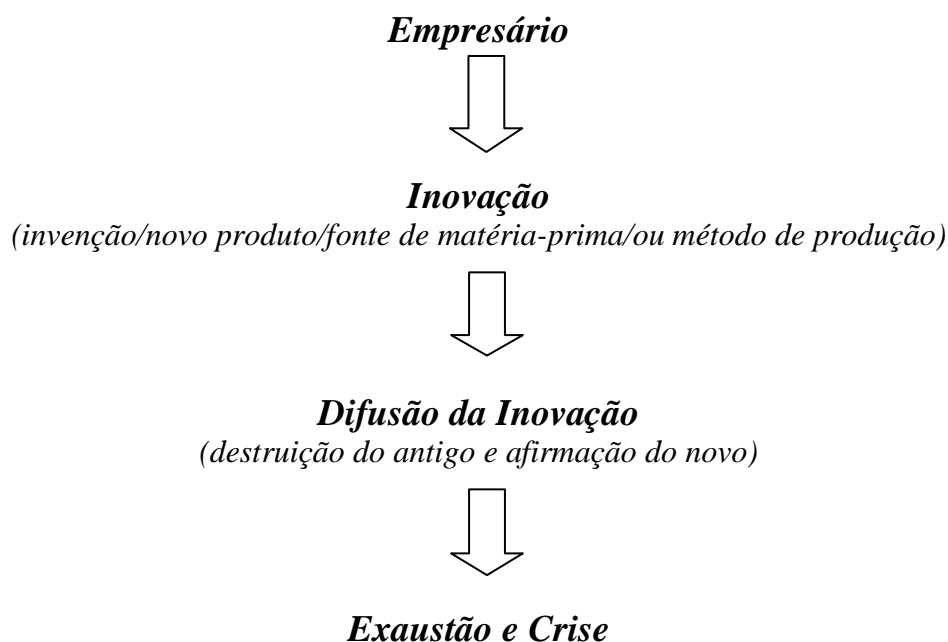 Empresário
Inovação
(invenção/novo produto/fonte de matéria-prima/ou método de produção)
Difusão da Inovação
(destruição do antigo e afirmação do novo)
Exaustão e Crise